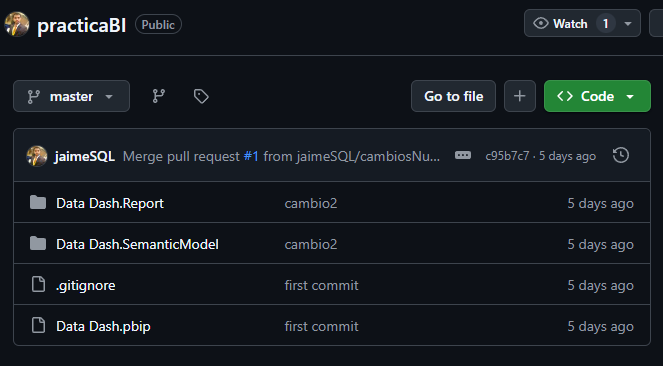 practicaBI Public Watch 1
master Go to file Code
jaimeSQL Merge pull request #1 from jaimeSQL/cambiosNu... c95b7c7 · 5 days ago
Data Dash.Report cambio2 5 days ago
Data Dash.SemanticModel cambio2 5 days ago
.gitignore first commit 5 days ago
Data Dash.pbip first commit 5 days ago